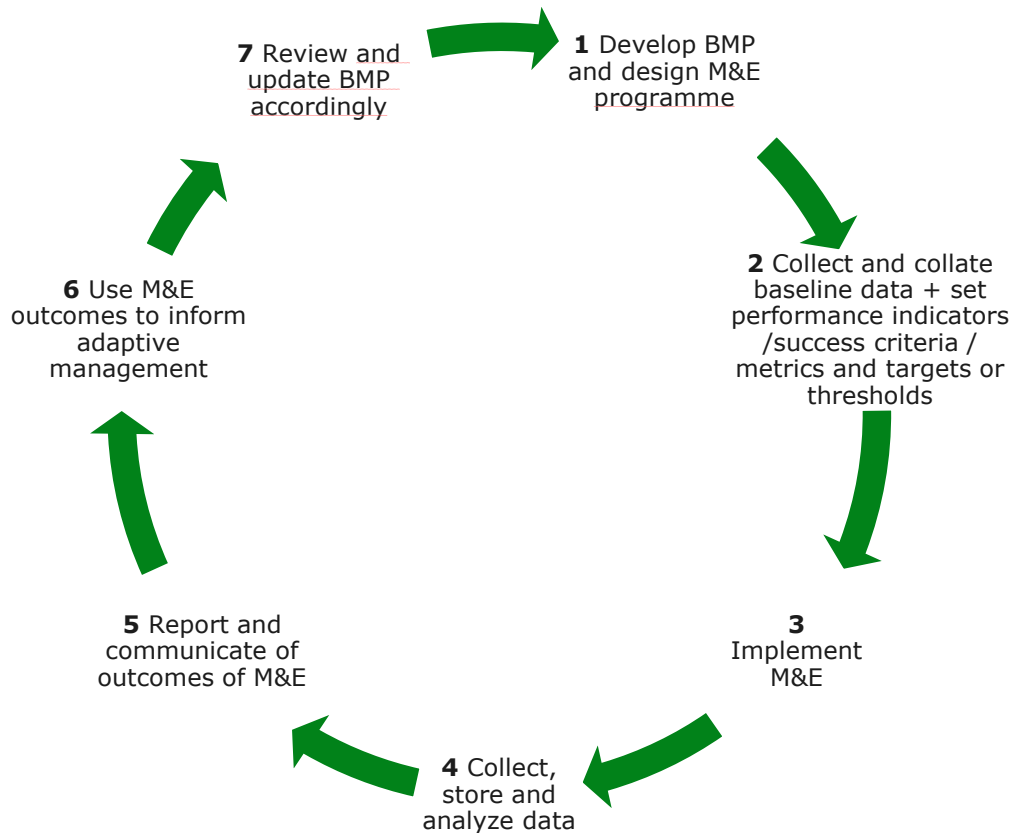 1 Develop BMP
and design M&E
programme
2 Collect and collate
baseline data + set
performance indicators
/success criteria /
metrics and targets or
thresholds
3
Implement
M&E
4 Collect,
store and
analyze data
5 Report and
communicate of
outcomes of M&E
6 Use M&E
outcomes to inform
adaptive
management
7 Review and
update BMP
accordingly